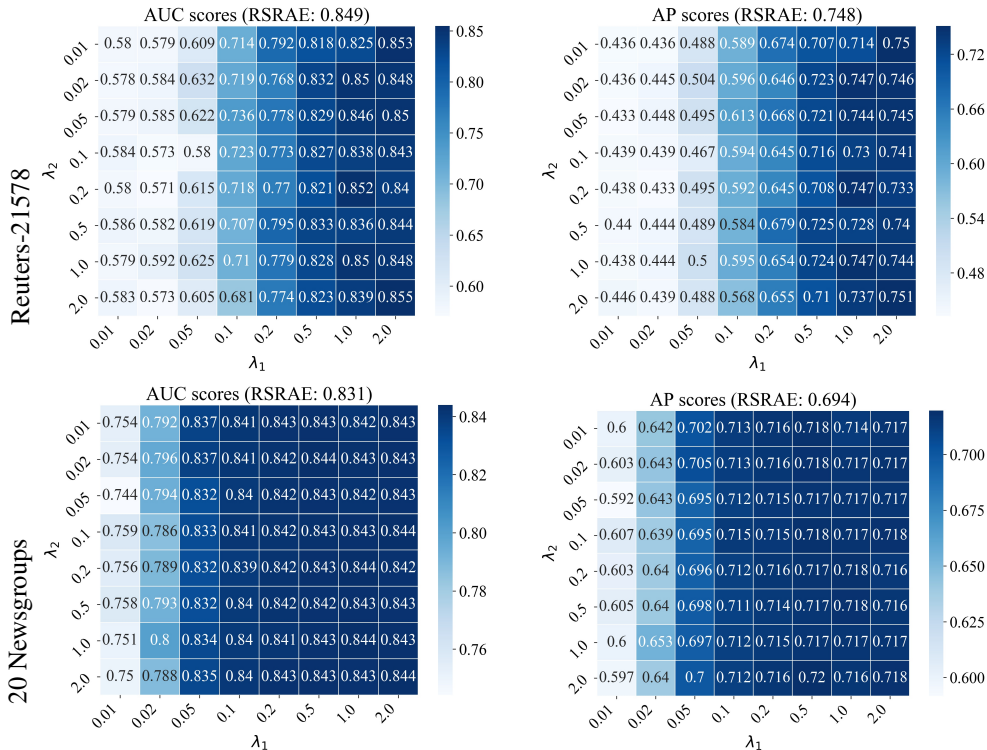 AUC scores (RSRAE: 0.849)
0.01 0.58 0.579 0.609 0.714 0.792 0.818 0.825 0.853
0.02 0.578 0.584 0.632 0.719 0.768 0.832 0.85 0.848
0.05 0.579 0.585 0.622 0.736 0.778 0.829 0.846 0.85
0.1 0.584 0.573 0.58 0.723 0.773 0.827 0.838 0.843
0.2 0.58 0.571 0.615 0.718 0.77 0.821 0.852 0.84
0.5 0.586 0.582 0.619 0.707 0.795 0.833 0.836 0.844
1.0 0.579 0.592 0.625 0.71 0.779 0.828 0.85 0.848
2.0 0.583 0.573 0.605 0.681 0.774 0.823 0.839 0.855
0.01 0.02 0.05 0.1 0.2 0.5 1.0 2.0
λ1
λ2
0.85
0.80
0.75
0.70
0.65
0.60
AP scores (RSRAE: 0.748)
0.01 0.436 0.436 0.488 0.589 0.674 0.707 0.714 0.75
0.02 0.436 0.445 0.504 0.596 0.646 0.723 0.747 0.746
0.05 0.433 0.448 0.495 0.613 0.668 0.721 0.744 0.745
0.1 0.439 0.439 0.467 0.594 0.645 0.716 0.73 0.741
0.2 0.438 0.433 0.495 0.592 0.645 0.708 0.747 0.733
0.5 0.44 0.444 0.489 0.584 0.679 0.725 0.728 0.74
1.0 0.438 0.444 0.5 0.595 0.654 0.724 0.747 0.744
2.0 0.446 0.439 0.488 0.568 0.655 0.71 0.737 0.751
0.01 0.02 0.05 0.1 0.2 0.5 1.0 2.0
λ1
λ2
0.72
0.66
0.60
0.54
0.48
Reuters-21578
AUC scores (RSRAE: 0.831)
0.01 0.754 0.792 0.837 0.841 0.843 0.843 0.842 0.843
0.02 0.754 0.796 0.837 0.841 0.842 0.844 0.843 0.843
0.05 0.744 0.794 0.832 0.84 0.842 0.843 0.842 0.843
0.1 0.759 0.786 0.833 0.841 0.842 0.843 0.843 0.844
0.2 0.756 0.789 0.832 0.839 0.842 0.843 0.844 0.842
0.5 0.758 0.793 0.832 0.84 0.842 0.842 0.843 0.843
1.0 0.751 0.8 0.834 0.84 0.841 0.843 0.844 0.843
2.0 0.75 0.788 0.835 0.84 0.843 0.843 0.843 0.843
0.01 0.02 0.05 0.1 0.2 0.5 1.0 2.0
λ1
λ2
0.84
0.82
0.80
0.78
0.76
AP scores (RSRAE: 0.694)
0.01 0.6 0.642 0.702 0.713 0.716 0.718 0.714 0.717
0.02 0.603 0.643 0.705 0.713 0.716 0.718 0.717 0.717
0.05 0.592 0.643 0.695 0.712 0.715 0.717 0.717 0.717
0.1 0.607 0.639 0.695 0.715 0.715 0.718 0.717 0.718
0.2 0.603 0.64 0.696 0.712 0.716 0.717 0.718 0.716
0.5 0.605 0.64 0.698 0.711 0.714 0.717 0.718 0.716
1.0 0.6 0.653 0.697 0.712 0.715 0.717 0.717 0.717
2.0 0.597 0.64 0.7 0.712 0.716 0.72 0.716 0.718
0.01 0.02 0.05 0.1 0.2 0.5 1.0 2.0
λ1
λ2
0.700
0.675
0.650
0.625
0.600
20 Newsgroups